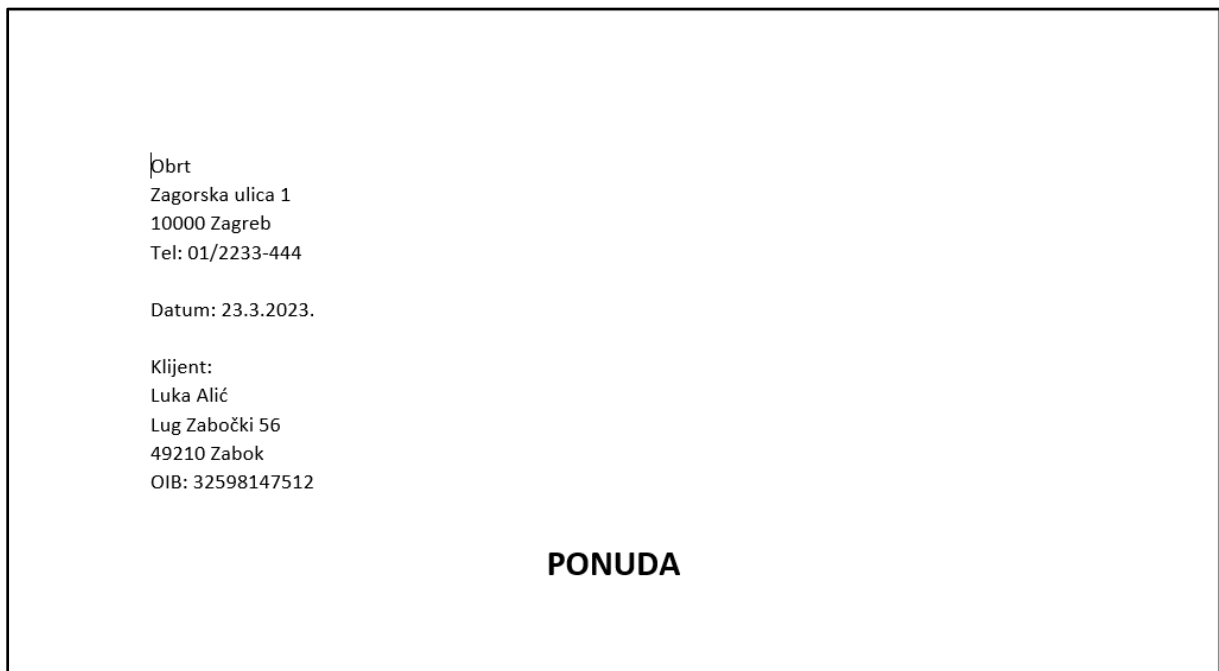 Obrt
Zagorska ulica 1
10000 Zagreb
Tel: 01/2233-444
Datum: 23.3.2023.
Klijent:
Luka Alić
Lug Zabočki 56
49210 Zabok
OIB: 32598147512
PONUDA